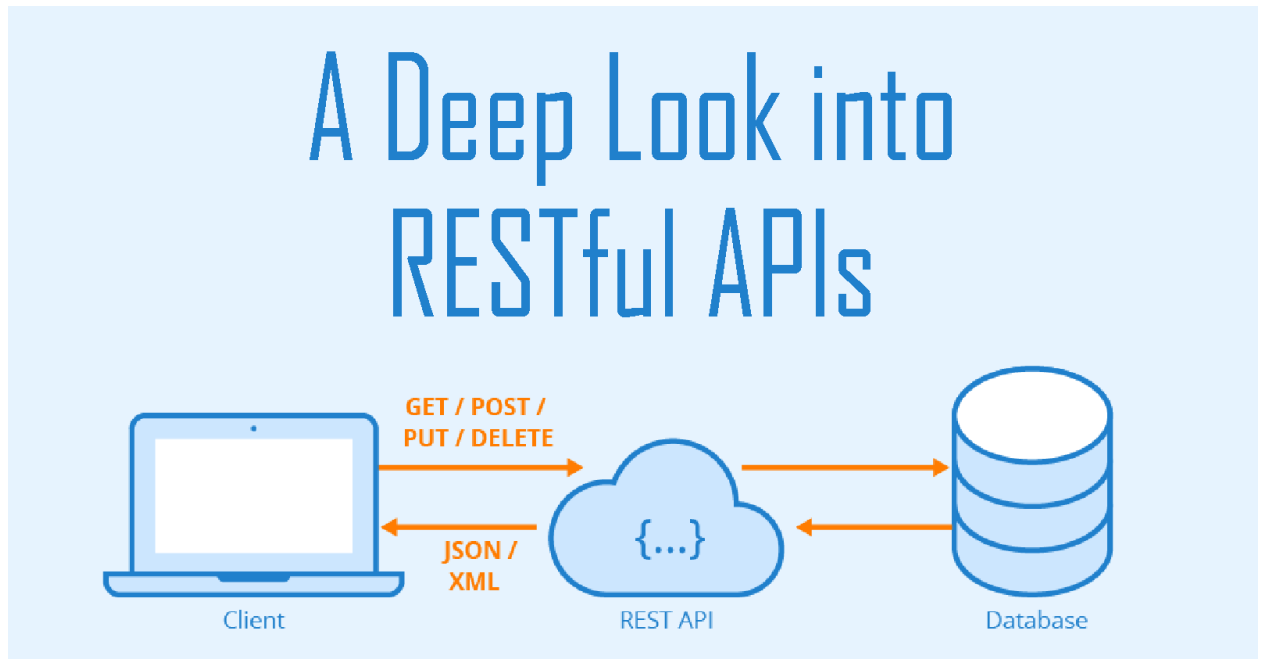 A Deep Look into
RESTful APIs
GET / POST /
PUT / DELETE
{...}
JSON /
XML
Client
REST API
Database